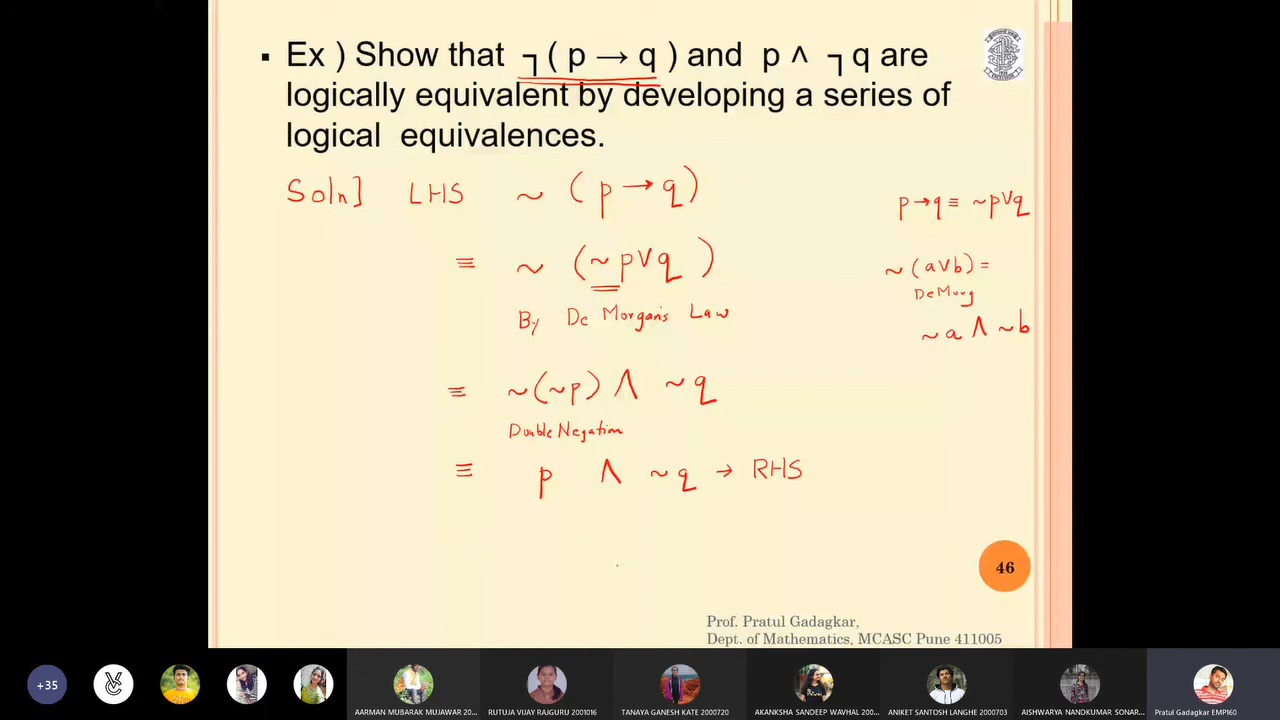 ▪ Ex ) Show that ┐( p → q ) and p ∧ ┐q are
logically equivalent by developing a series of
logical equivalences.
Soln] LHS ~ ( p → q )
≡ ~ ( ~ p ∨ q )
By De Morgan's Law
≡ ~ ( ~p ) ∧ ~ q
Double Negation
≡ p ∧ ~ q → RHS
p → q ≡ ~p ∨ q
~ ( a ∨ b ) =
DeMorg
~ a ∧ ~ b
46
Prof. Pratul Gadagkar,
Dept. of Mathematics, MCASC Pune 411005
+35
AARMAN MUBARAK MUJAWAR 20...
RUTUJA VIJAY RAJGURU 2001016
TANAYA GANESH KATE 2000720
AKANKSHA SANDEEP WAVHAL 200...
ANIKET SANTOSH LANGHE 2000703
AISHWARYA NANDKUMAR SONAR...
Pratul Gadagkar EMP160